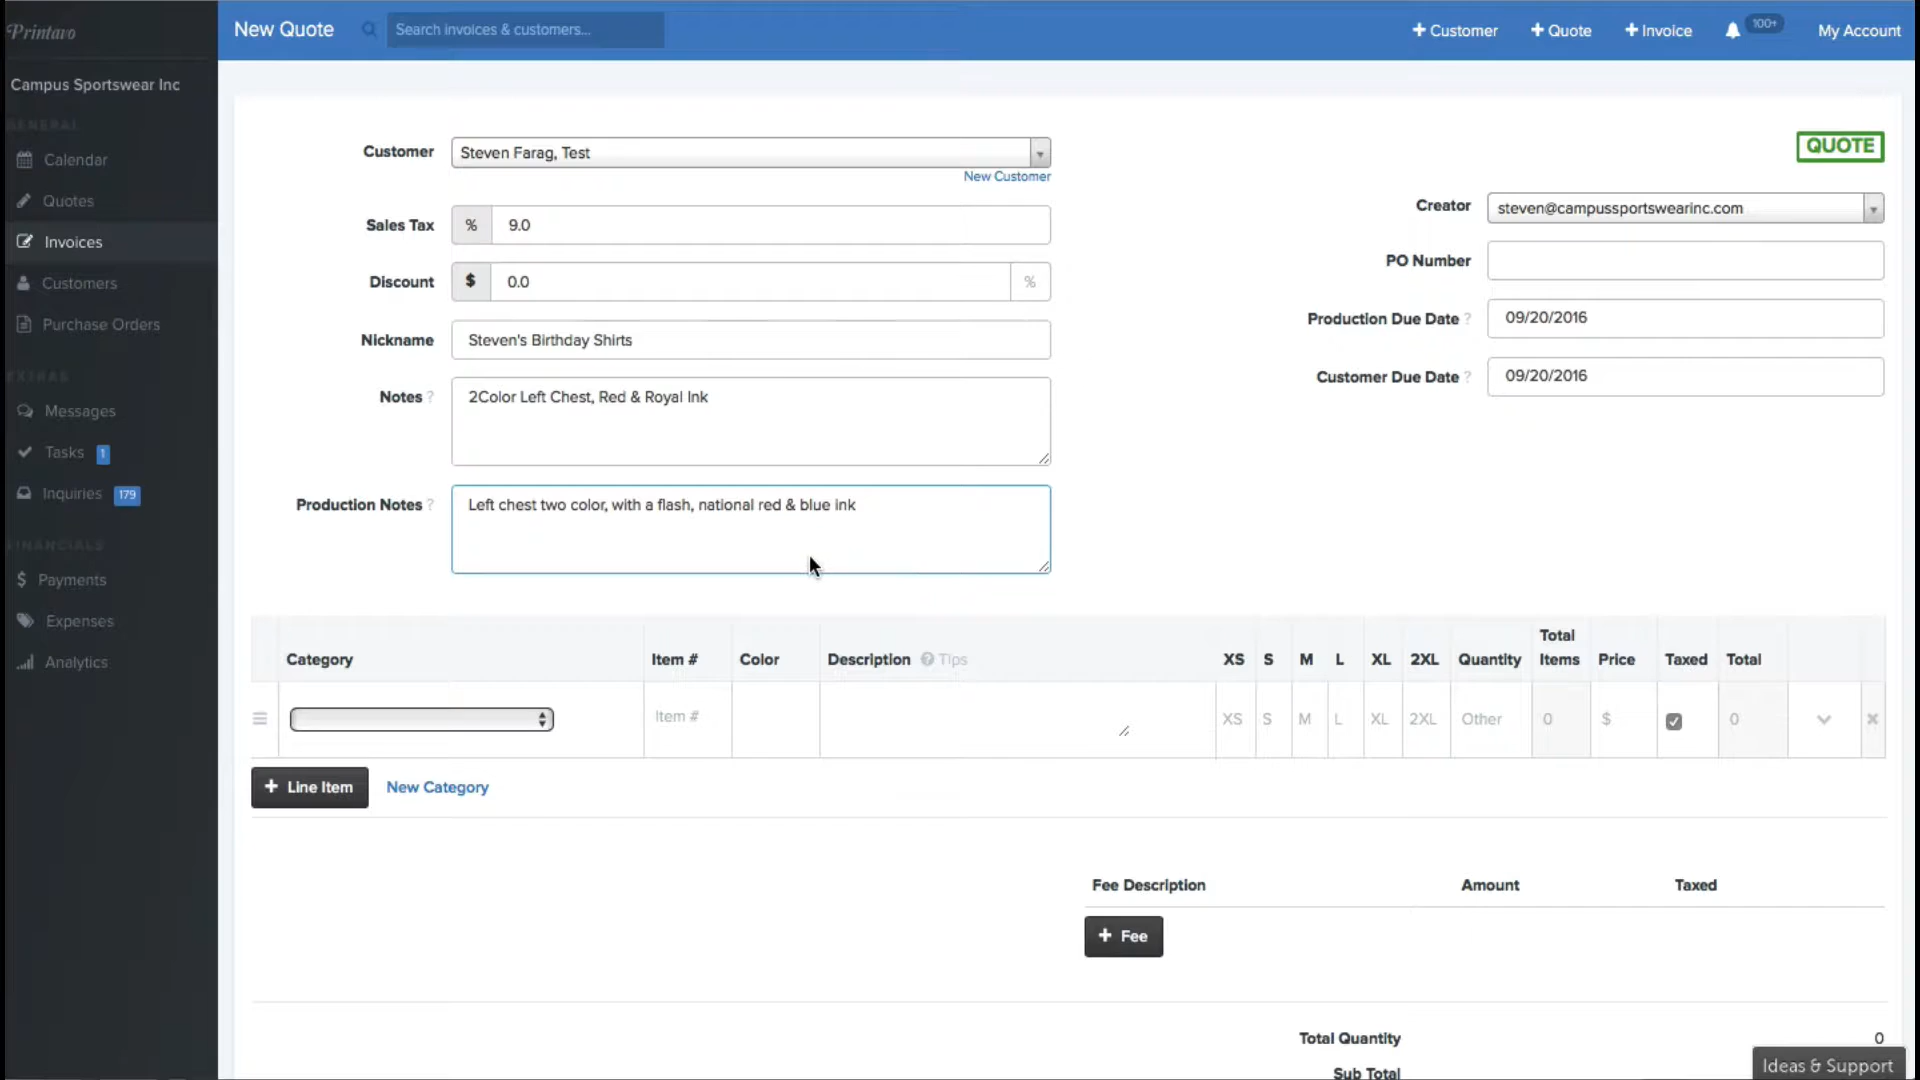 Printavo
New Quote
Search invoices & customers...
+ Customer
+ Quote
+ Invoice
100+
My Account
Campus Sportswear Inc
GENERAL
Calendar
Quotes
Invoices
Customers
Purchase Orders
EXTRAS
Messages
Tasks 1
Inquiries 179
FINANCIALS
$ Payments
Expenses
Analytics
Customer
Steven Farag, Test
New Customer
Sales Tax
% 9.0
Discount
$ 0.0 %
Nickname
Steven's Birthday Shirts
Notes ?
2Color Left Chest, Red & Royal Ink
Production Notes ?
Left chest two color, with a flash, national red & blue ink
QUOTE
Creator
steven@campussportswearinc.com
PO Number
Production Due Date ?
09/20/2016
Customer Due Date ?
09/20/2016
Category Item # Color Description ? Tips XS S M L XL 2XL Quantity Total Items Price Taxed Total
Item # XS S M L XL 2XL Other 0 $ 0
+ Line Item
New Category
Fee Description Amount Taxed
+ Fee
Total Quantity 0
Sub Total
Ideas & Support